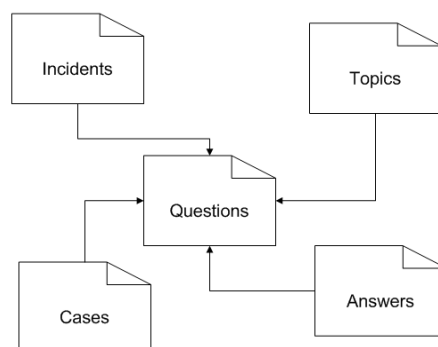 Incidents
Topics
Questions
Cases
Answers